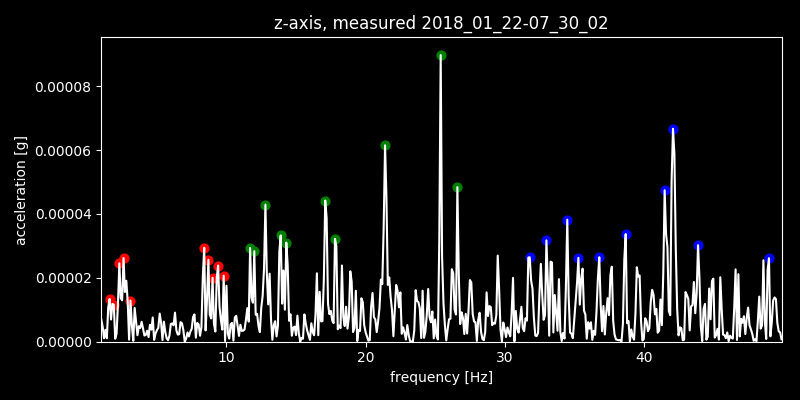 z-axis, measured 2018_01_22-07_30_02
0.00008
0.00006
0.00004
0.00002
0.00000
acceleration [g]
10 20 30 40
frequency [Hz]